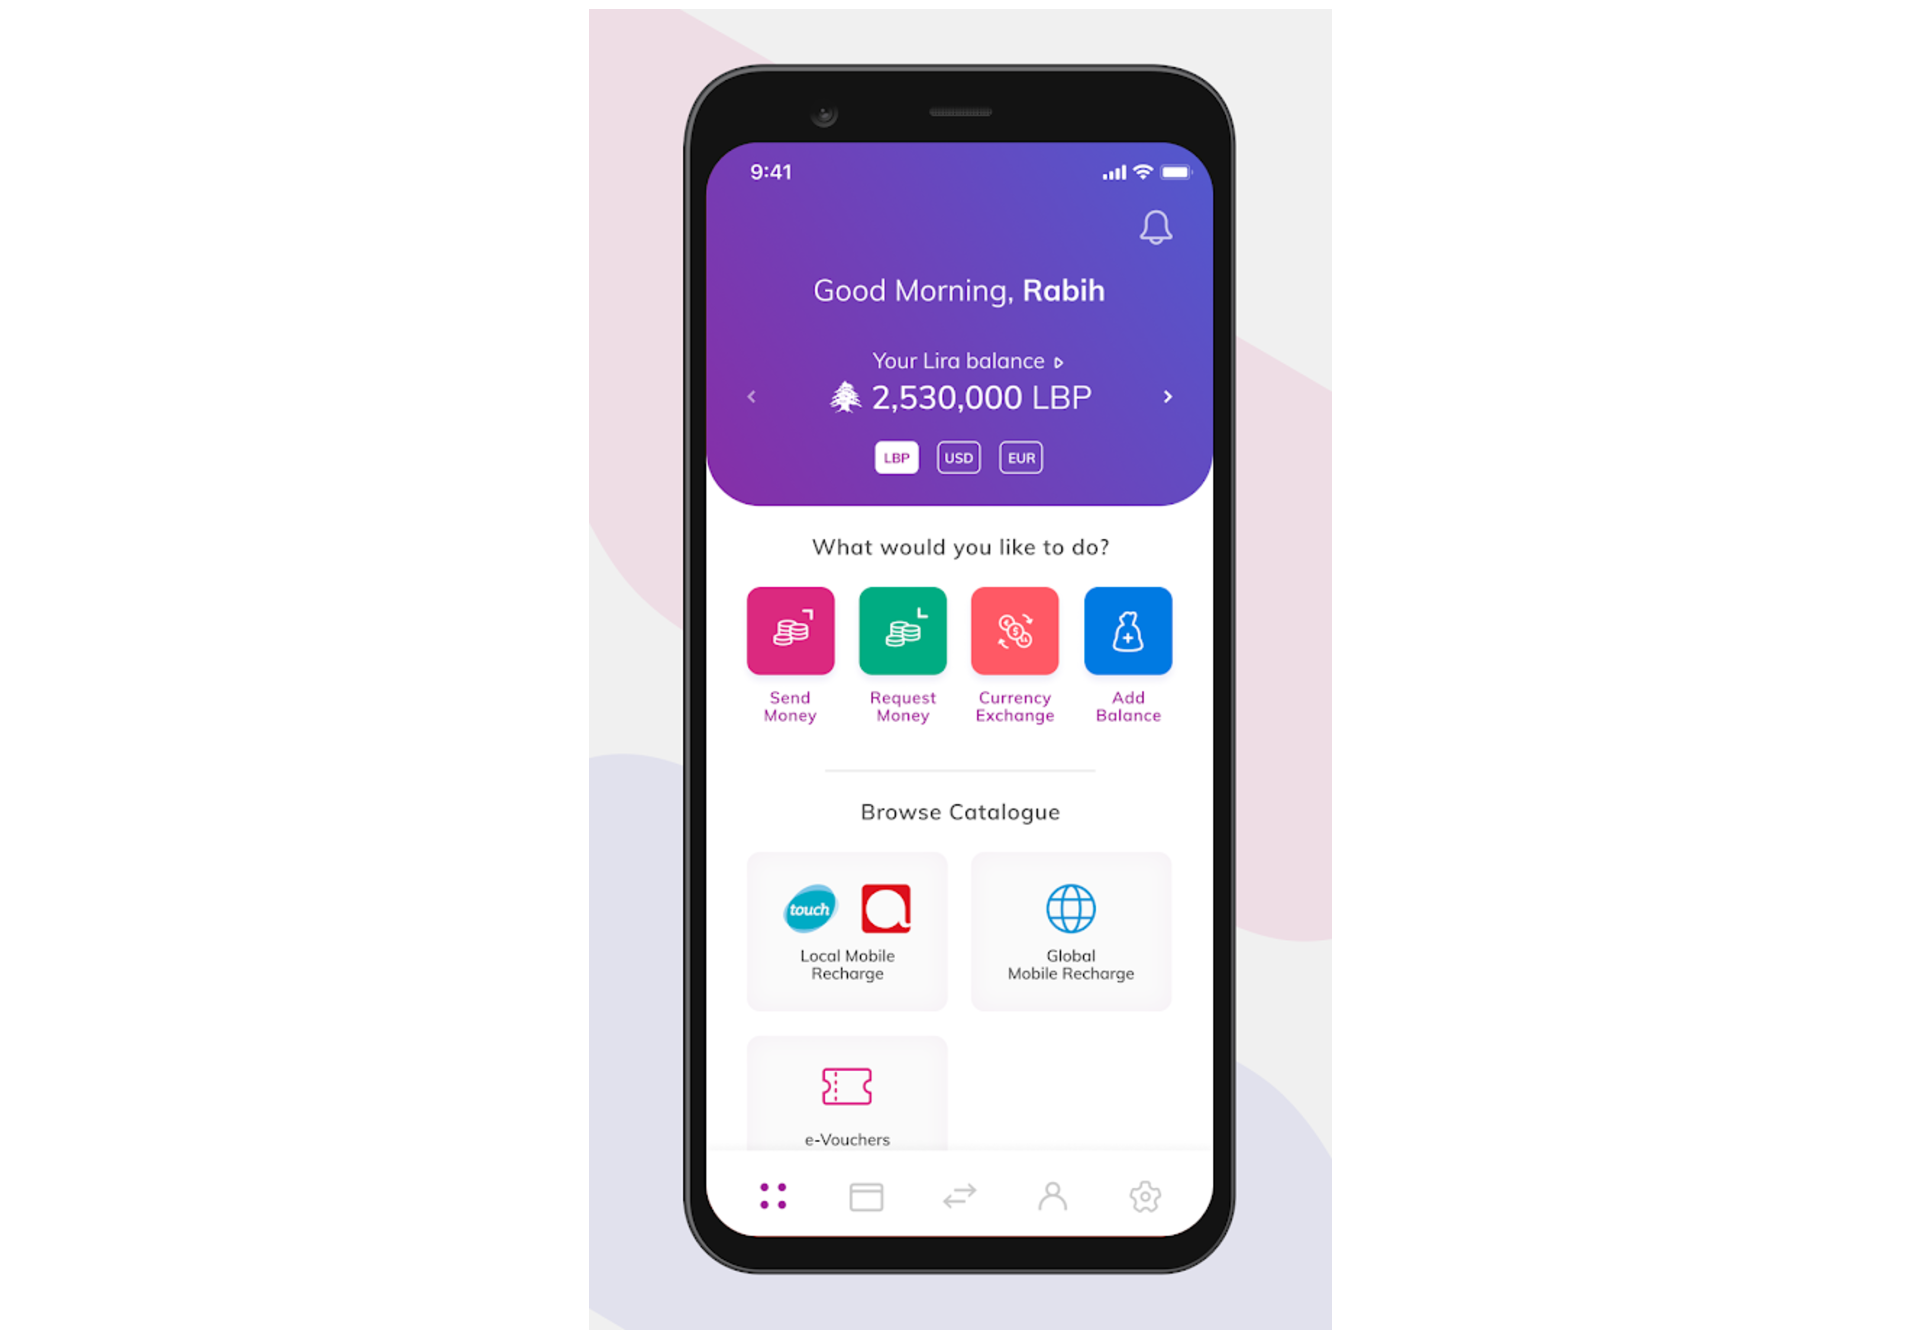 9:41
Good Morning, Rabih
Your Lira balance
2,530,000 LBP
LBP USD EUR
What would you like to do?
Send Money
Request Money
Currency Exchange
Add Balance
Browse Catalogue
touch
Local Mobile
Recharge
Global
Mobile Recharge
e-Vouchers